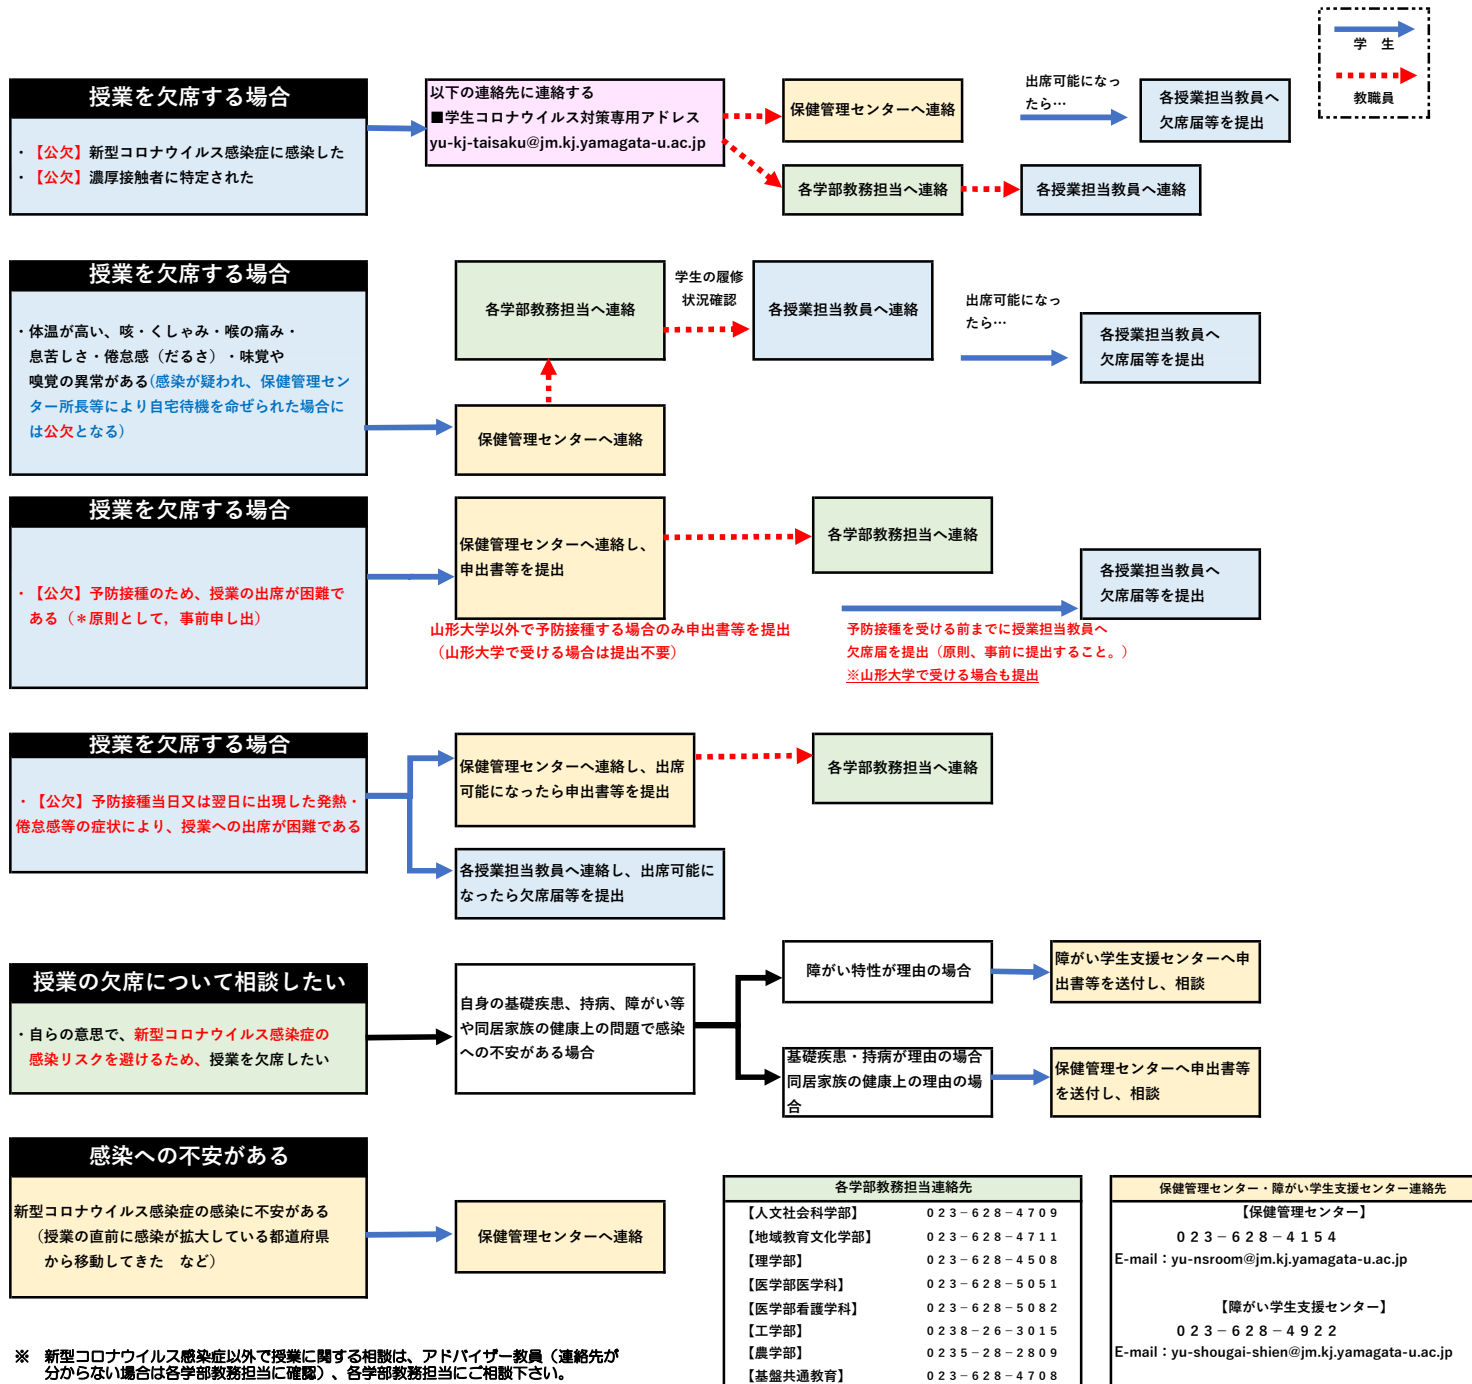 学　生
教職員
授業を欠席する場合
・【公欠】新型コロナウイルス感染症に感染した
・【公欠】濃厚接触者に特定された
以下の連絡先に連絡する
■学生コロナウイルス対策専用アドレス
yu-kj-taisaku@jm.kj.yamagata-u.ac.jp
保健管理センターへ連絡
出席可能になっ
たら…
各授業担当教員へ
欠席届等を提出
各学部教務担当へ連絡
各授業担当教員へ連絡
授業を欠席する場合
・体温が高い、咳・くしゃみ・喉の痛み・
息苦しさ・倦怠感（だるさ）・味覚や
嗅覚の異常がある(感染が疑われ、保健管理セン
ター所長等により自宅待機を命ぜられた場合に
は公欠となる)
各学部教務担当へ連絡
保健管理センターへ連絡
学生の履修
状況確認
各授業担当教員へ連絡
出席可能になっ
たら…
各授業担当教員へ
欠席届等を提出
授業を欠席する場合
・【公欠】予防接種のため、授業の出席が困難で
ある（＊原則として，事前申し出）
保健管理センターへ連絡し、
申出書等を提出
山形大学以外で予防接種する場合のみ申出書等を提出
（山形大学で受ける場合は提出不要）
各学部教務担当へ連絡
各授業担当教員へ
欠席届等を提出
予防接種を受ける前までに授業担当教員へ
欠席届を提出（原則、事前に提出すること。）
※山形大学で受ける場合も提出
授業を欠席する場合
・【公欠】予防接種当日又は翌日に出現した発熱・
倦怠感等の症状により、授業への出席が困難である
保健管理センターへ連絡し、出席
可能になったら申出書等を提出
各学部教務担当へ連絡
各授業担当教員へ連絡し、出席可能に
なったら欠席届等を提出
授業の欠席について相談したい
・自らの意思で、新型コロナウイルス感染症の
感染リスクを避けるため、授業を欠席したい
自身の基礎疾患、持病、障がい等
や同居家族の健康上の問題で感染
への不安がある場合
障がい特性が理由の場合
障がい学生支援センターへ申
出書等を送付し、相談
基礎疾患・持病が理由の場合
同居家族の健康上の理由の場
合
保健管理センターへ申出書等
を送付し、相談
感染への不安がある
新型コロナウイルス感染症の感染に不安がある
（授業の直前に感染が拡大している都道府県
から移動してきた　など）
保健管理センターへ連絡
各学部教務担当連絡先
【人文社会科学部】　０２３－６２８－４７０９
【地域教育文化学部】　０２３－６２８－４７１１
【理学部】　０２３－６２８－４５０８
【医学部医学科】　０２３－６２８－５０５１
【医学部看護学科】　０２３－６２８－５０８２
【工学部】　０２３８－２６－３０１５
【農学部】　０２３５－２８－２８０９
【基盤共通教育】　０２３－６２８－４７０８
保健管理センター・障がい学生支援センター連絡先
【保健管理センター】
０２３－６２８－４１５４
E-mail：yu-nsroom@jm.kj.yamagata-u.ac.jp
【障がい学生支援センター】
０２３－６２８－４９２２
E-mail：yu-shougai-shien@jm.kj.yamagata-u.ac.jp
※　新型コロナウイルス感染症以外で授業に関する相談は、アドバイザー教員（連絡先が
分からない場合は各学部教務担当に確認）、各学部教務担当にご相談下さい。